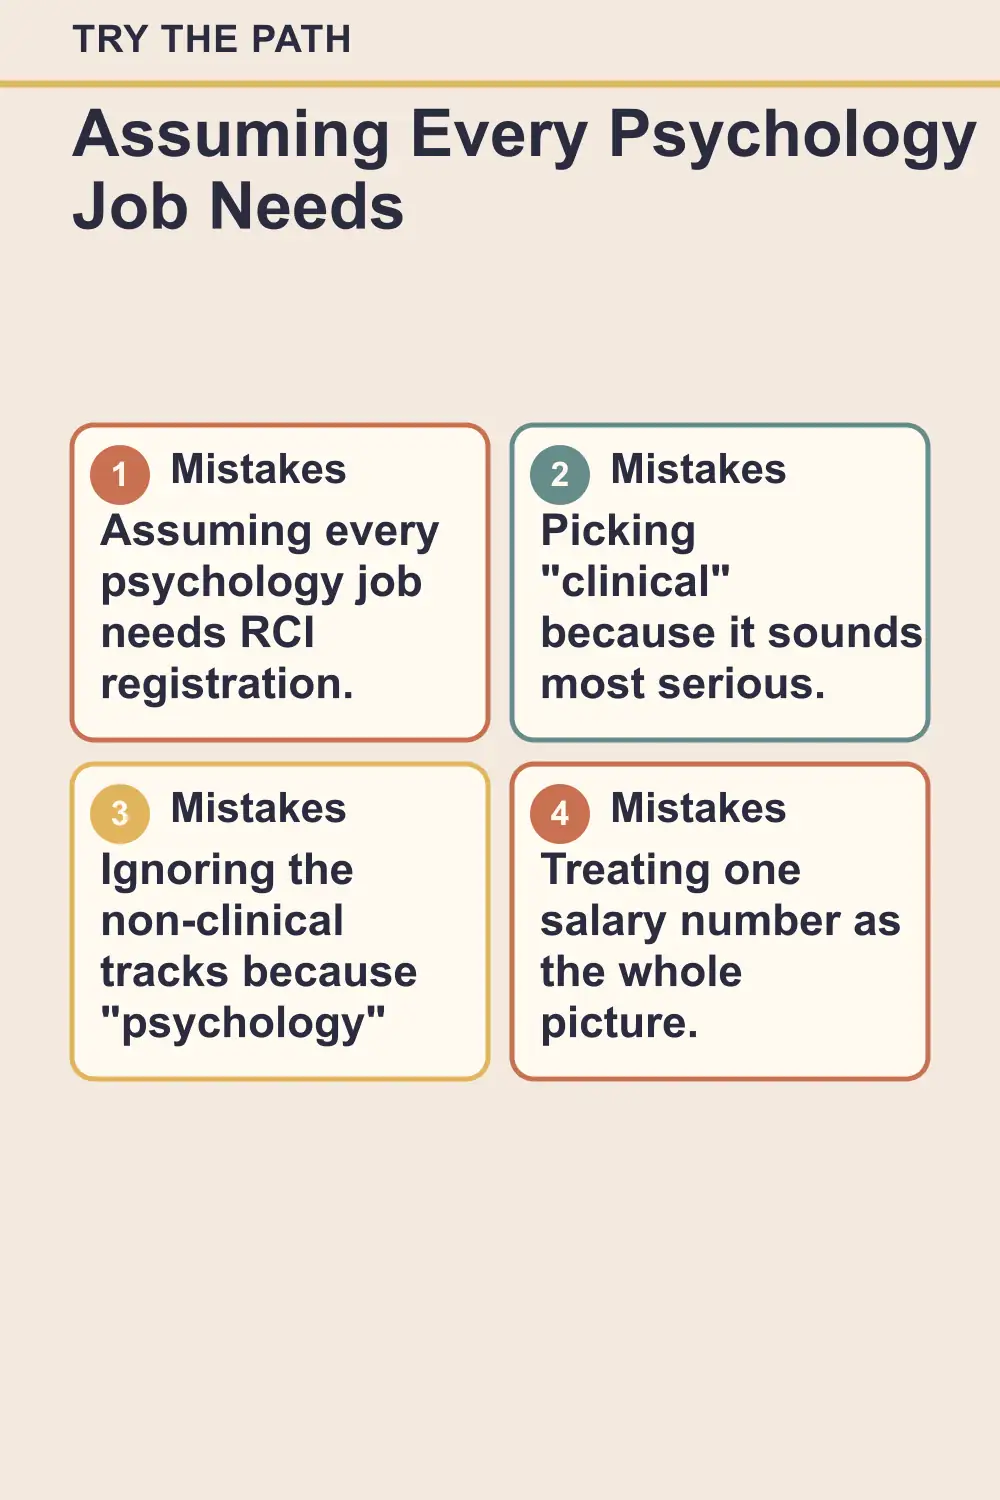 TRY THE PATH
Assuming Every Psychology
Job Needs
1 Mistakes
Assuming every
psychology job
needs RCI
registration.
2 Mistakes
Picking
"clinical"
because it sounds
most serious.
3 Mistakes
Ignoring the
non-clinical
tracks because
"psychology"
4 Mistakes
Treating one
salary number as
the whole
picture.